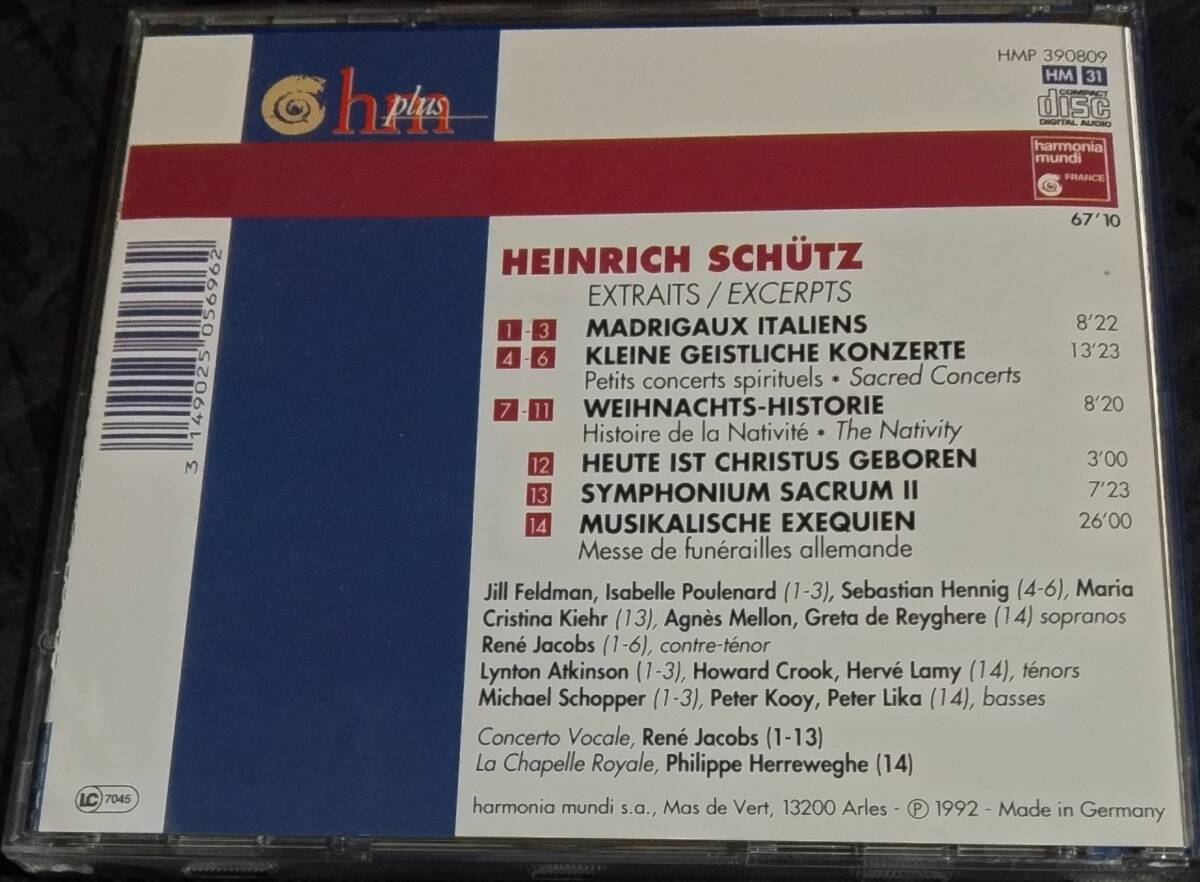 HMP 390809
HM 31
hm plus
COMPACT
disc
DIGITAL AUDIO
harmonia
mundi
FRANCE
67'10
HEINRICH SCHÜTZ
EXTRAITS / EXCERPTS
1 - 3 MADRIGAUX ITALIENS 8'22
4 - 6 KLEINE GEISTLICHE KONZERTE 13'23
Petits concerts spirituels • Sacred Concerts
7 - 11 WEIHNACHTS-HISTORIE 8'20
Histoire de la Nativité • The Nativity
12 HEUTE IST CHRISTUS GEBOREN 3'00
13 SYMPHONIUM SACRUM II 7'23
14 MUSIKALISCHE EXEQUIEN 26'00
Messe de funérailles allemande
Jill Feldman, Isabelle Poulenard (1-3), Sebastian Hennig (4-6), Maria
Cristina Kiehr (13), Agnès Mellon, Greta de Reyghere (14) sopranos
René Jacobs (1-6), contre-ténor
Lynton Atkinson (1-3), Howard Crook, Hervé Lamy (14), ténors
Michael Schopper (1-3), Peter Kooy, Peter Lika (14), basses
Concerto Vocale, René Jacobs (1-13)
La Chapelle Royale, Philippe Herreweghe (14)
harmonia mundi s.a., Mas de Vert, 13200 Arles - Ⓟ 1992 - Made in Germany
3 149025 056962
LC 7045